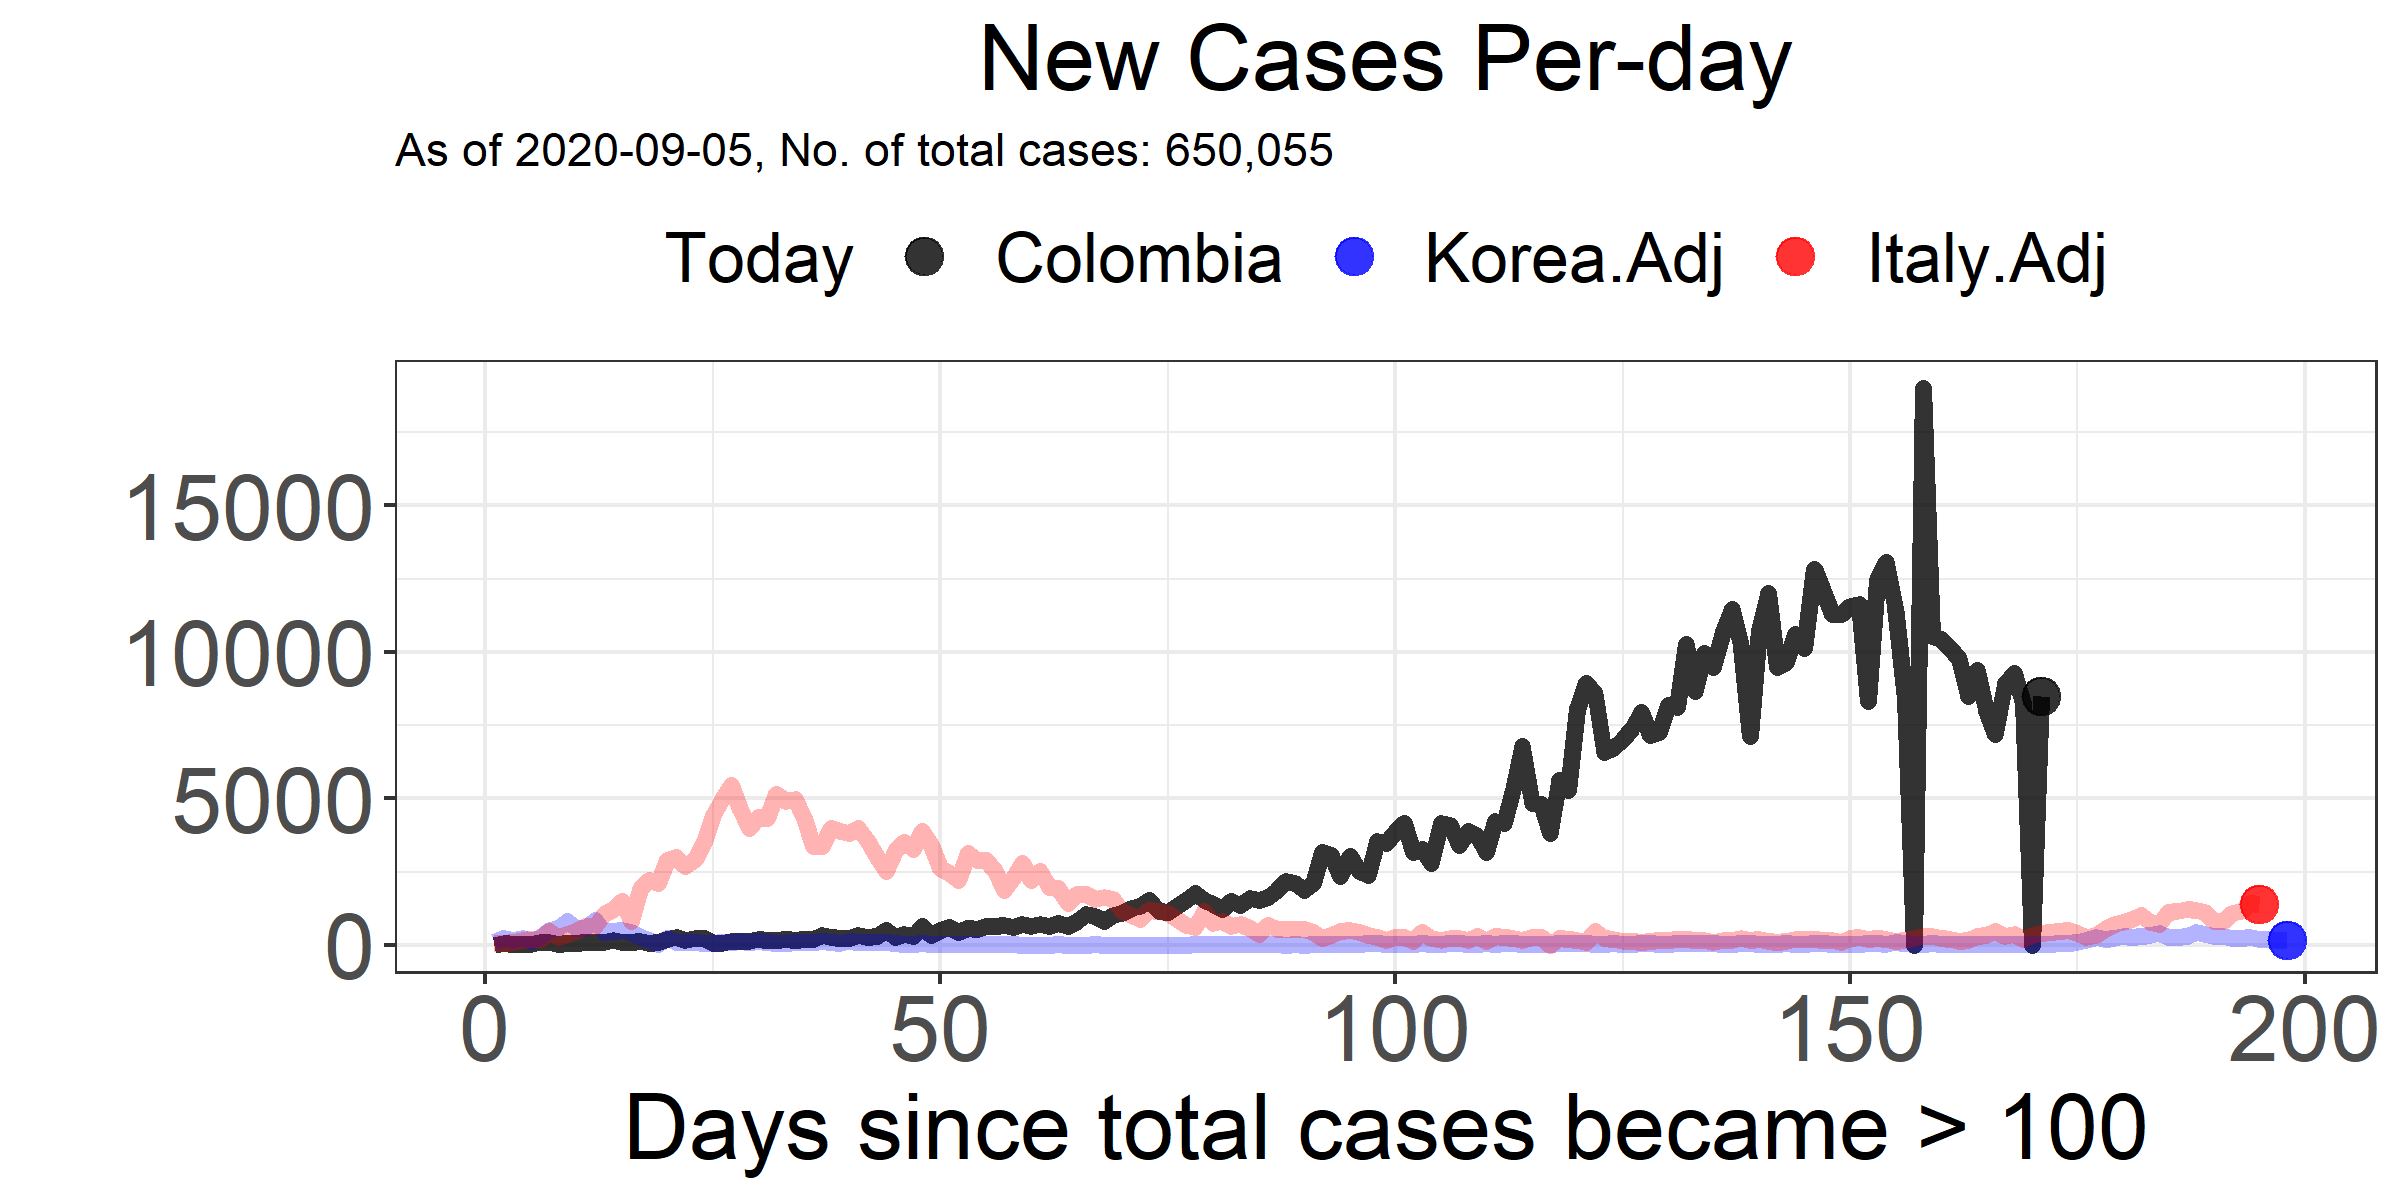 New Cases Per-day
As of 2020-09-05, No. of total cases: 650,055
Today Colombia Korea.Adj Italy.Adj
15000
10000
5000
0
0 50 100 150 200
Days since total cases became > 100